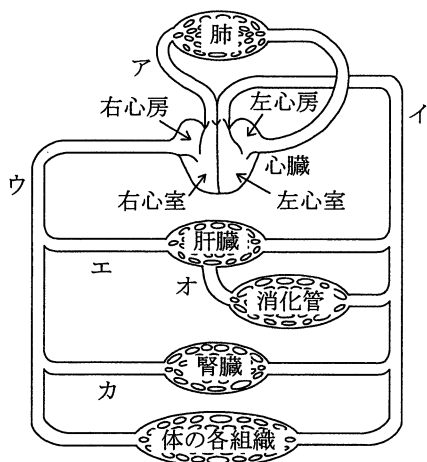 肺
ア
イ
右心房
左心房
心臓
ウ
右心室
左心室
肝臓
エ
オ
消化管
腎臓
カ
体の各組織